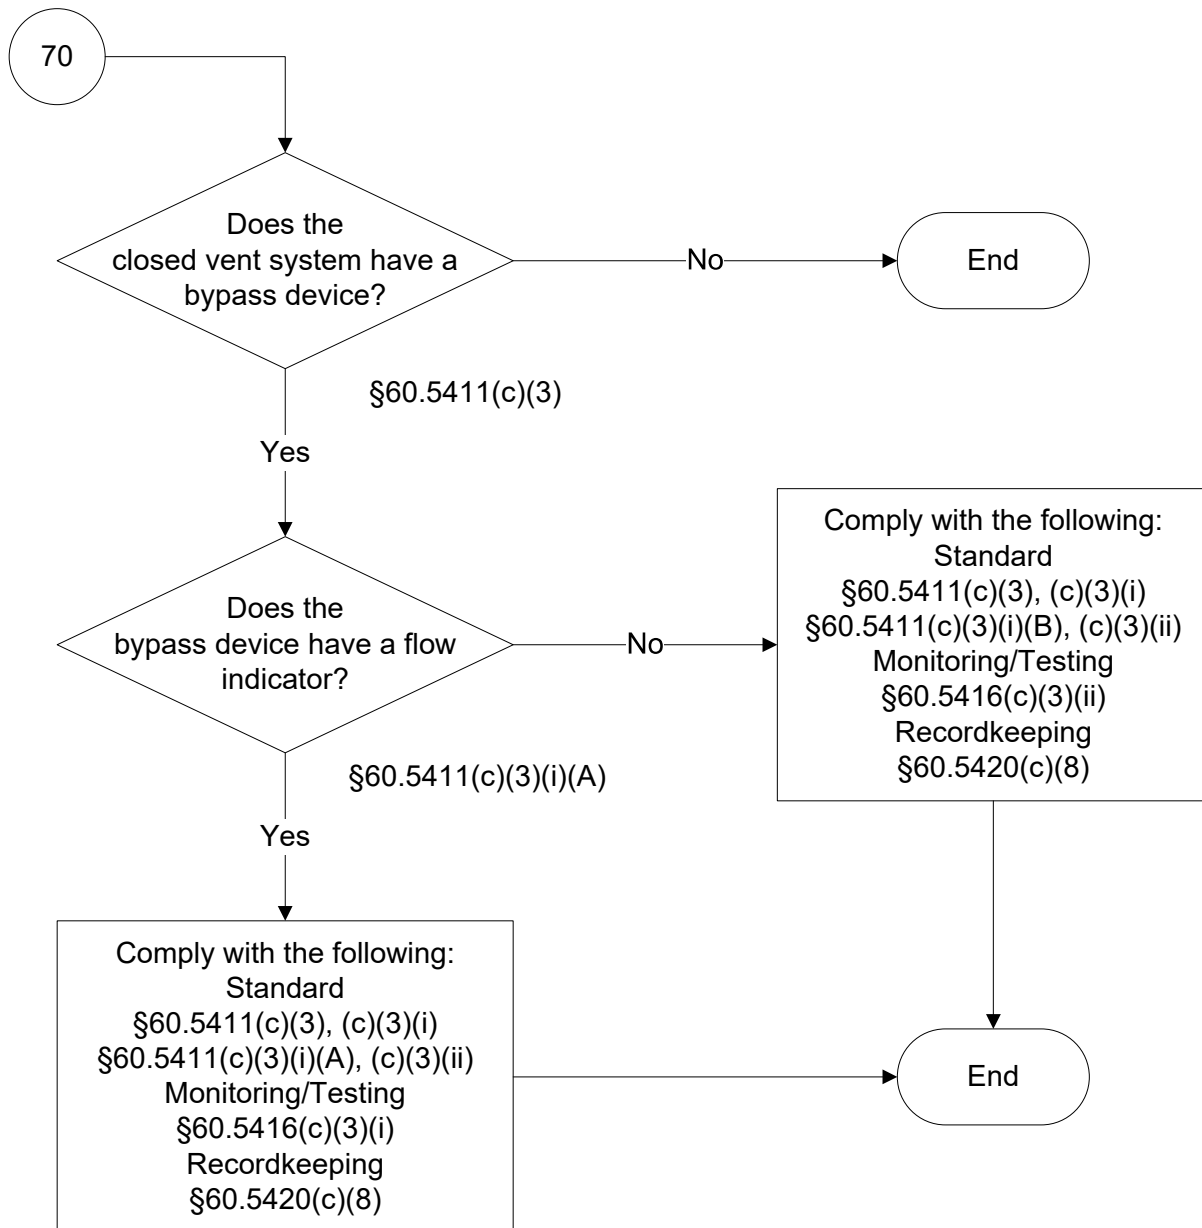 70
Does the
closed vent system have a
bypass device?
No
End
§60.5411(c)(3)
Yes
Does the
bypass device have a flow
indicator?
No
Comply with the following:
Standard
§60.5411(c)(3), (c)(3)(i)
§60.5411(c)(3)(i)(B), (c)(3)(ii)
Monitoring/Testing
§60.5416(c)(3)(ii)
Recordkeeping
§60.5420(c)(8)
§60.5411(c)(3)(i)(A)
Yes
Comply with the following:
Standard
§60.5411(c)(3), (c)(3)(i)
§60.5411(c)(3)(i)(A), (c)(3)(ii)
Monitoring/Testing
§60.5416(c)(3)(i)
Recordkeeping
§60.5420(c)(8)
End